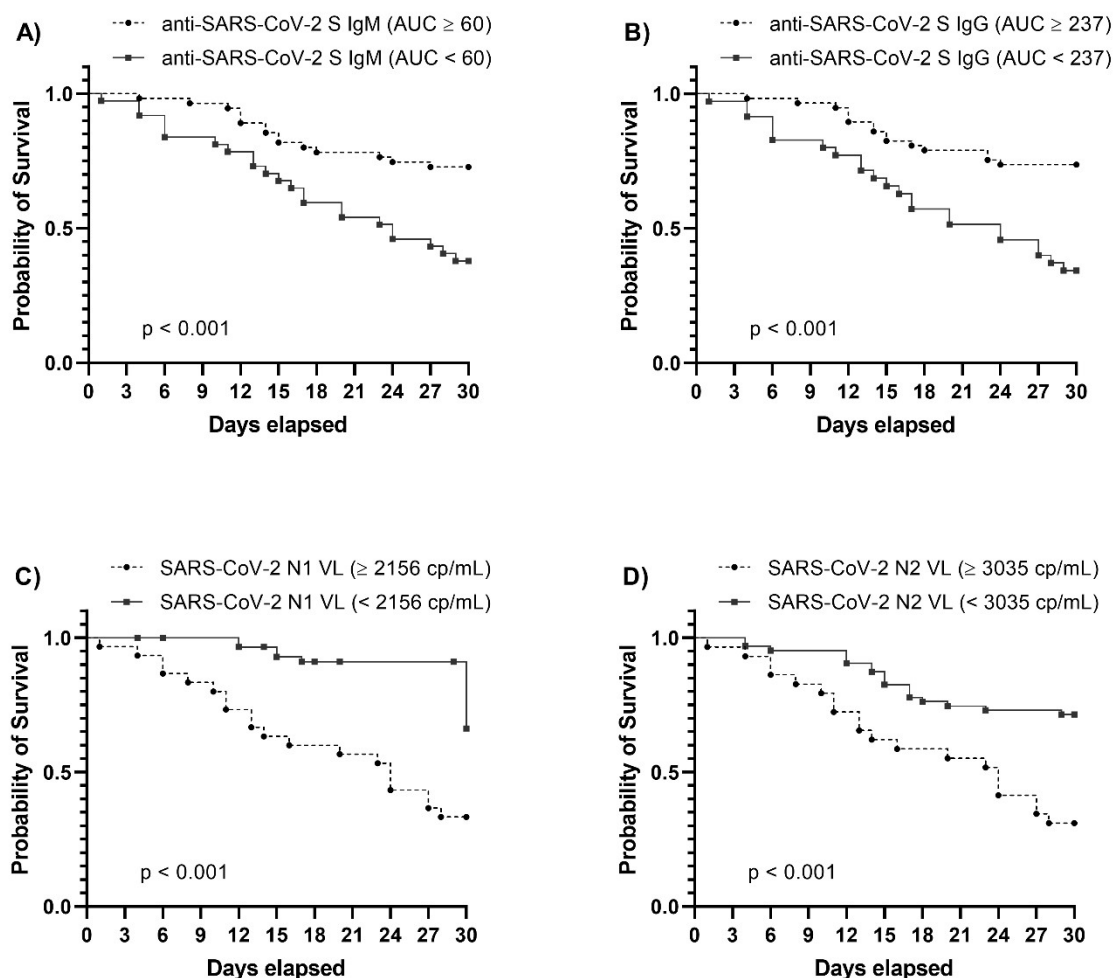 A)
anti-SARS-CoV-2 S IgM (AUC ≥ 60)
anti-SARS-CoV-2 S IgM (AUC < 60)
Probability of Survival
1.0
0.5
0.0
p < 0.001
0 3 6 9 12 15 18 21 24 27 30
Days elapsed
B)
anti-SARS-CoV-2 S IgG (AUC ≥ 237)
anti-SARS-CoV-2 S IgG (AUC < 237)
Probability of Survival
1.0
0.5
0.0
p < 0.001
0 3 6 9 12 15 18 21 24 27 30
Days elapsed
C)
SARS-CoV-2 N1 VL (≥ 2156 cp/mL)
SARS-CoV-2 N1 VL (< 2156 cp/mL)
Probability of Survival
1.0
0.5
0.0
p < 0.001
0 3 6 9 12 15 18 21 24 27 30
Days elapsed
D)
SARS-CoV-2 N2 VL (≥ 3035 cp/mL)
SARS-CoV-2 N2 VL (< 3035 cp/mL)
Probability of Survival
1.0
0.5
0.0
p < 0.001
0 3 6 9 12 15 18 21 24 27 30
Days elapsed